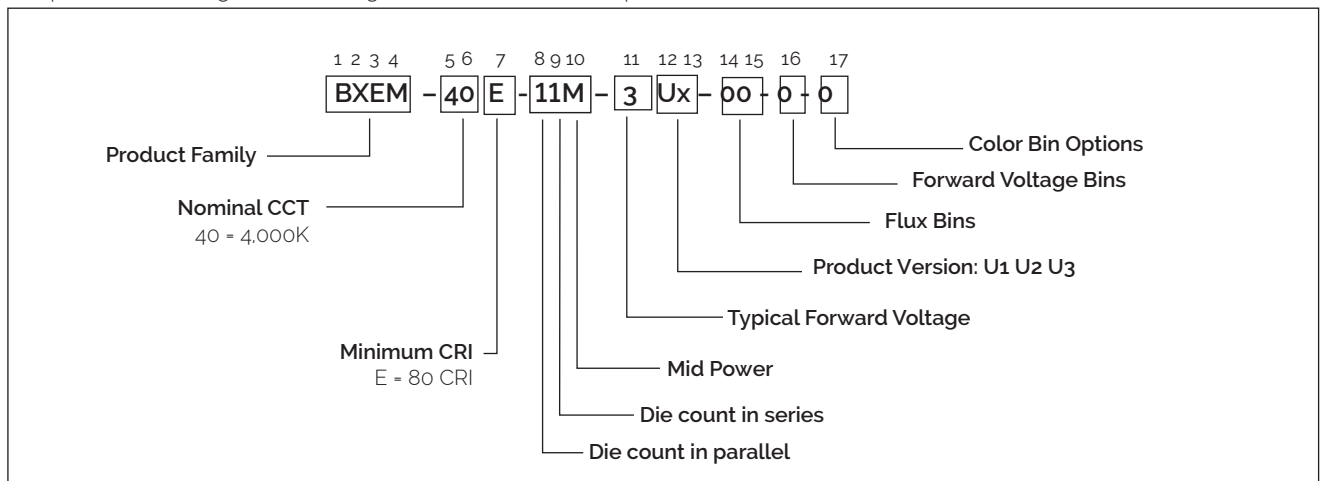 1 2 3 4 5 6 7 8 9 10 11 12 13 14 15 16 17
BXEM – 40 E - 11M – 3 Ux – 00 - 0 - 0
Product Family
Color Bin Options
Forward Voltage Bins
Nominal CCT
40 = 4,000K
Flux Bins
Product Version: U1 U2 U3
Typical Forward Voltage
Minimum CRI
E = 80 CRI
Mid Power
Die count in series
Die count in parallel